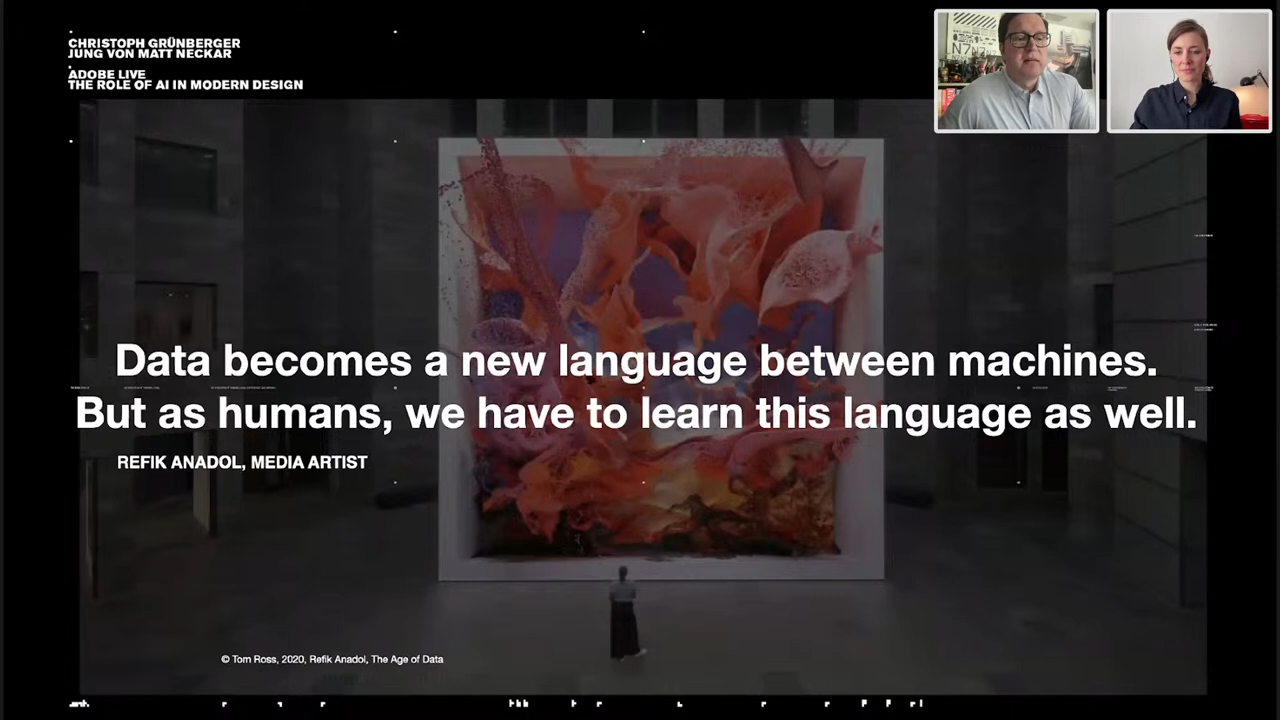 CHRISTOPH GRÜNBERGER
JUNG VON MATT NECKAR
ADOBE LIVE
THE ROLE OF AI IN MODERN DESIGN
Data becomes a new language between machines.
But as humans, we have to learn this language as well.
REFIK ANADOL, MEDIA ARTIST
© Tom Ross, 2020, Refik Anadol, The Age of Data